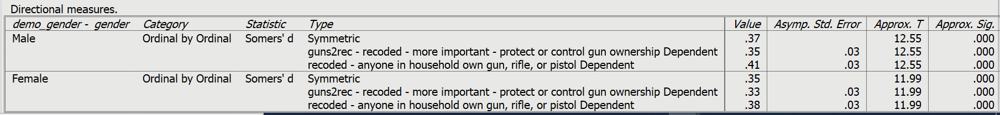 Directional measures.
demo_gender - gender Category Statistic Type Value Asymp. Std. Error Approx. T Approx. Sig.
Male Ordinal by Ordinal Somers' d Symmetric .37 12.55 .000
guns2rec - recoded - more important - protect or control gun ownership Dependent .35 .03 12.55 .000
recoded - anyone in household own gun, rifle, or pistol Dependent .41 .03 12.55 .000
Female Ordinal by Ordinal Somers' d Symmetric .35 11.99 .000
guns2rec - recoded - more important - protect or control gun ownership Dependent .33 .03 11.99 .000
recoded - anyone in household own gun, rifle, or pistol Dependent .38 .03 11.99 .000